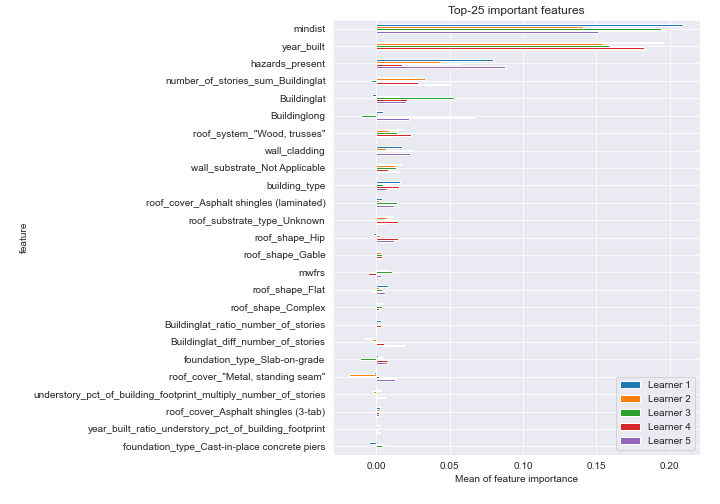 Top-25 important features
mindist
year_built
hazards_present
number_of_stories_sum_Buildinglat
Buildinglat
Buildinglong
roof_system_"Wood, trusses"
wall_cladding
wall_substrate_Not Applicable
building_type
roof_cover_Asphalt shingles (laminated)
roof_substrate_type_Unknown
roof_shape_Hip
roof_shape_Gable
mwfrs
roof_shape_Flat
roof_shape_Complex
Buildinglat_ratio_number_of_stories
Buildinglat_diff_number_of_stories
foundation_type_Slab-on-grade
roof_cover_"Metal, standing seam"
understory_pct_of_building_footprint_multiply_number_of_stories
roof_cover_Asphalt shingles (3-tab)
year_built_ratio_understory_pct_of_building_footprint
foundation_type_Cast-in-place concrete piers
feature
Learner 1
Learner 2
Learner 3
Learner 4
Learner 5
0.00 0.05 0.10 0.15 0.20
Mean of feature importance